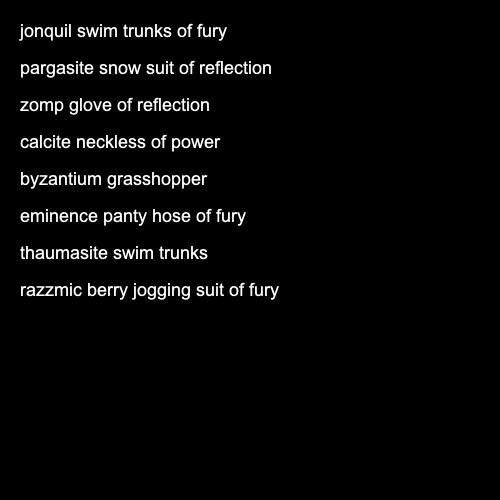 jonquil swim trunks of fury
pargasite snow suit of reflection
zomp glove of reflection
calcite neckless of power
byzantium grasshopper
eminence panty hose of fury
thaumasite swim trunks
razzmic berry jogging suit of fury